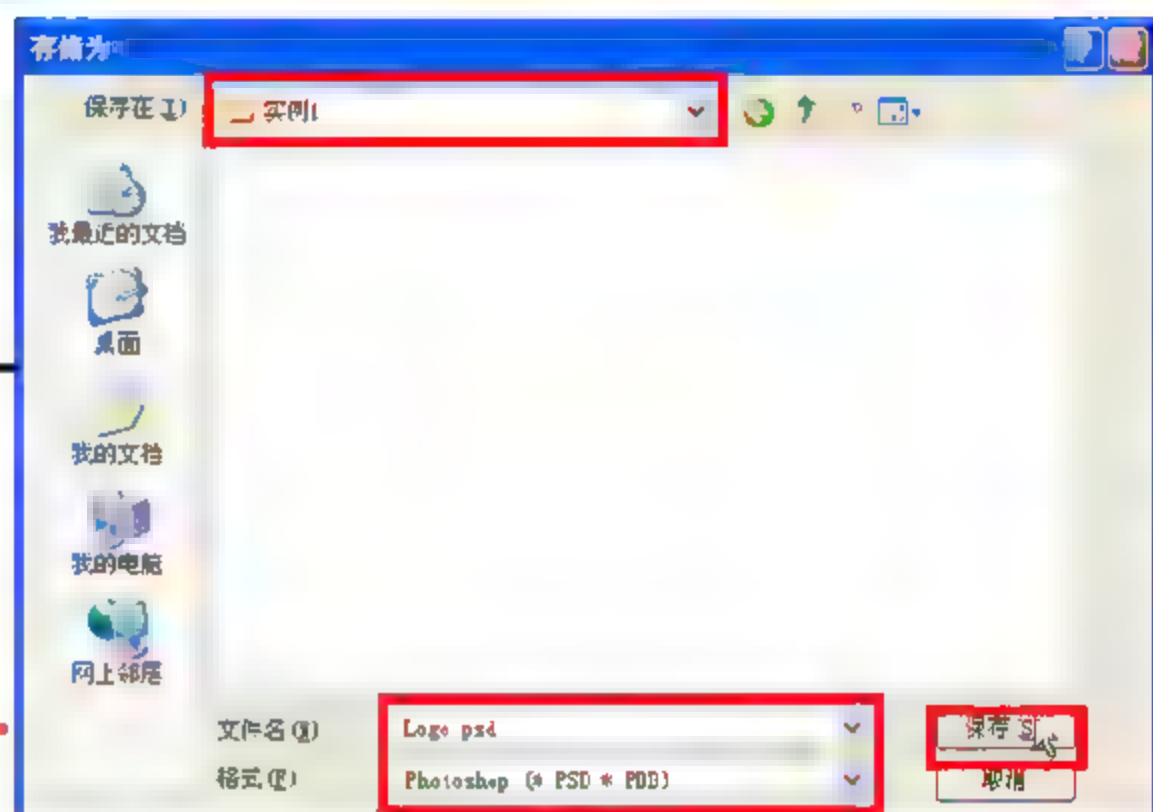 存储为
保存在 I)
实例1
我最近的文档
桌面
我的文档
我的电脑
网上邻居
文件名(N)
Logo psd
保存 S
格式(F)
Photoshop (* PSD * PDD)
取消